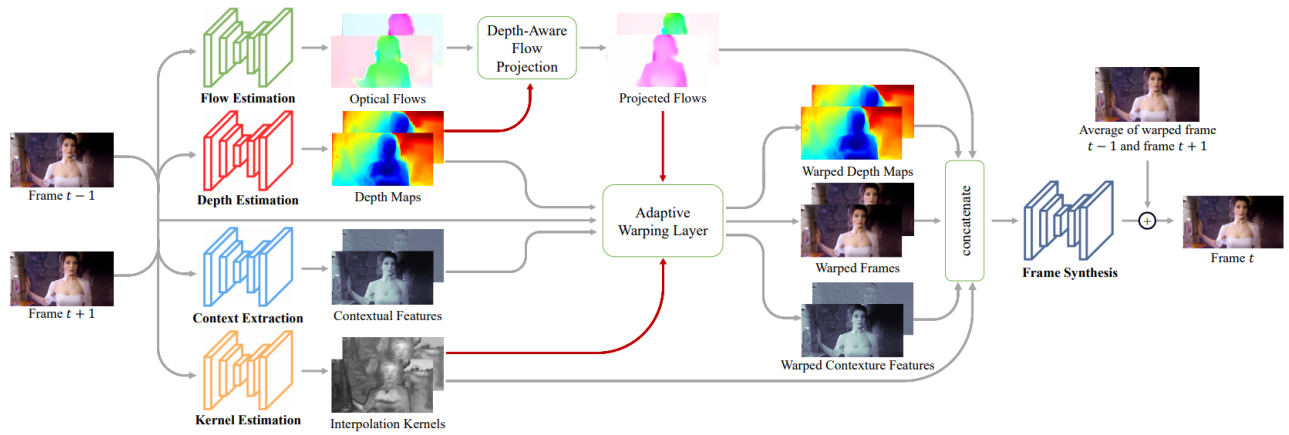 Frame t − 1
Frame t + 1
Flow Estimation
Depth Estimation
Context Extraction
Kernel Estimation
Optical Flows
Depth Maps
Contextual Features
Interpolation Kernels
Depth-Aware
Flow
Projection
Projected Flows
Adaptive
Warping Layer
Warped Depth Maps
Warped Frames
Warped Contexture Features
concatenate
Frame Synthesis
Average of warped frame
t − 1 and frame t + 1
+
Frame t